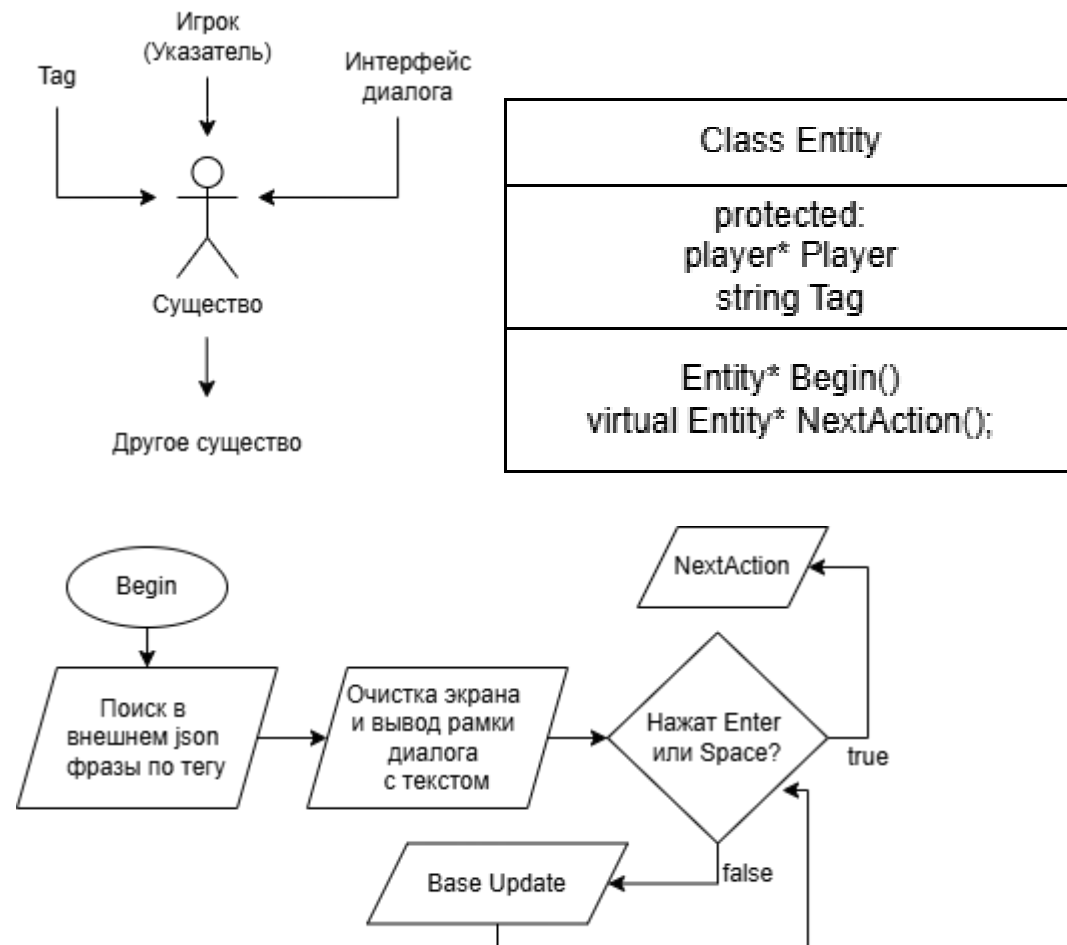 Игрок
(Указатель)
Tag
Интерфейс
диалога
Существо
Другое существо
Class Entity
protected:
player* Player
string Tag
Entity* Begin()
virtual Entity* NextAction();
Begin
NextAction
Поиск в
внешнем json
фразы по тегу
Очистка экрана
и вывод рамки
диалога
с текстом
Нажат Enter
или Space?
true
false
Base Update